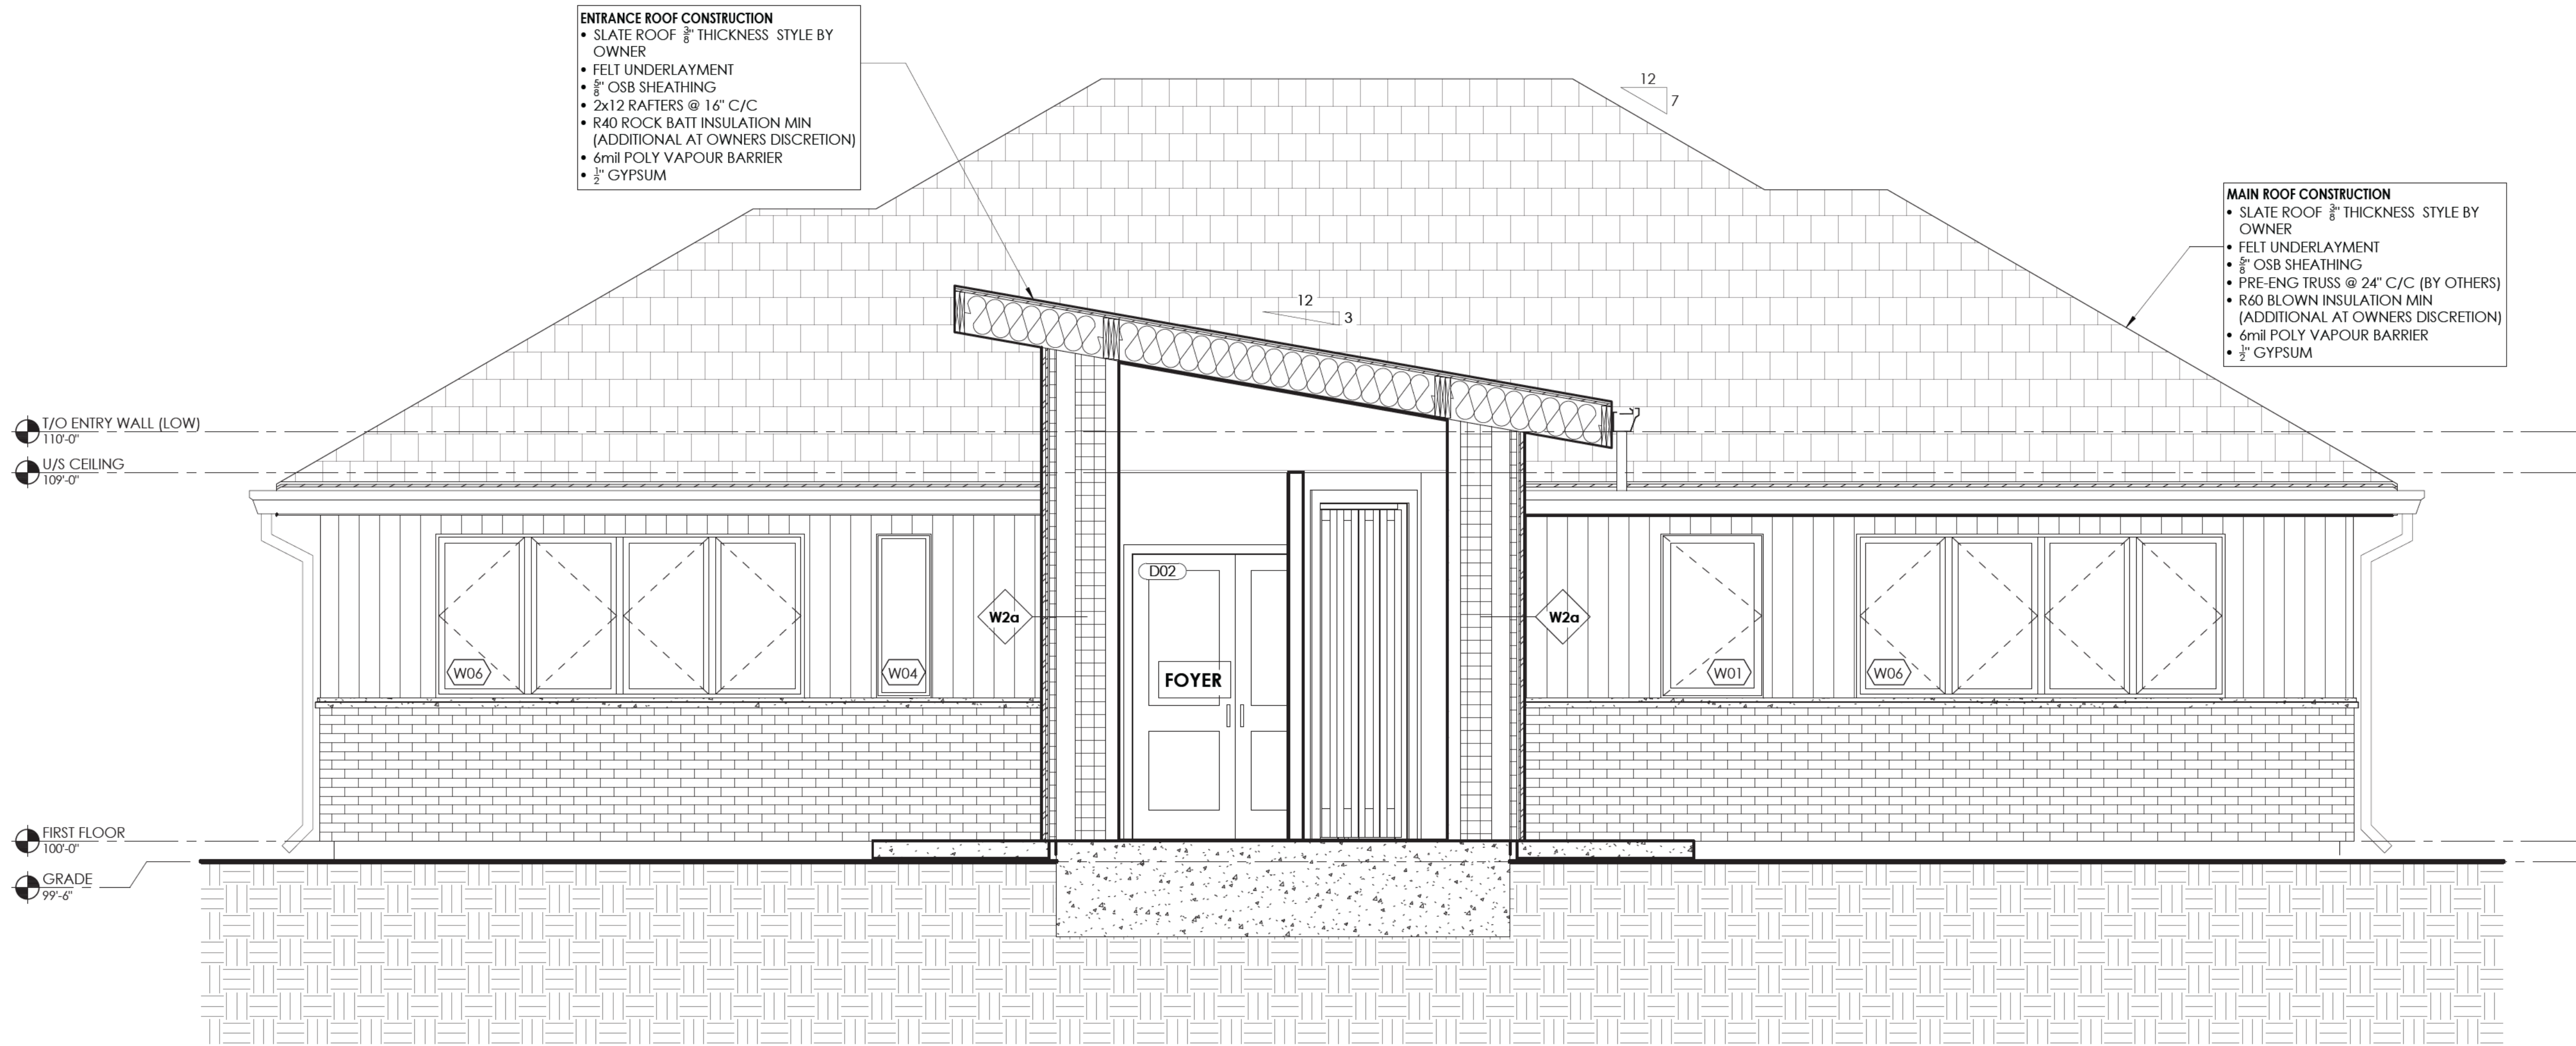 ENTRANCE ROOF CONSTRUCTION
• SLATE ROOF 3/8" THICKNESS STYLE BY
OWNER
• FELT UNDERLAYMENT
• 5/8" OSB SHEATHING
• 2x12 RAFTERS @ 16" C/C
• R40 ROCK BATT INSULATION MIN
(ADDITIONAL AT OWNERS DISCRETION)
• 6mil POLY VAPOUR BARRIER
• 1/2" GYPSUM
12
7
MAIN ROOF CONSTRUCTION
• SLATE ROOF 3/8" THICKNESS STYLE BY
OWNER
• FELT UNDERLAYMENT
• 5/8" OSB SHEATHING
• PRE-ENG TRUSS @ 24" C/C (BY OTHERS)
• R60 BLOWN INSULATION MIN
(ADDITIONAL AT OWNERS DISCRETION)
• 6mil POLY VAPOUR BARRIER
• 1/2" GYPSUM
12
3
T/O ENTRY WALL (LOW)
110'-0"
U/S CEILING
109'-0"
D02
W2a
W2a
W06
W04
FOYER
W01
W06
FIRST FLOOR
100'-0"
GRADE
99'-6"